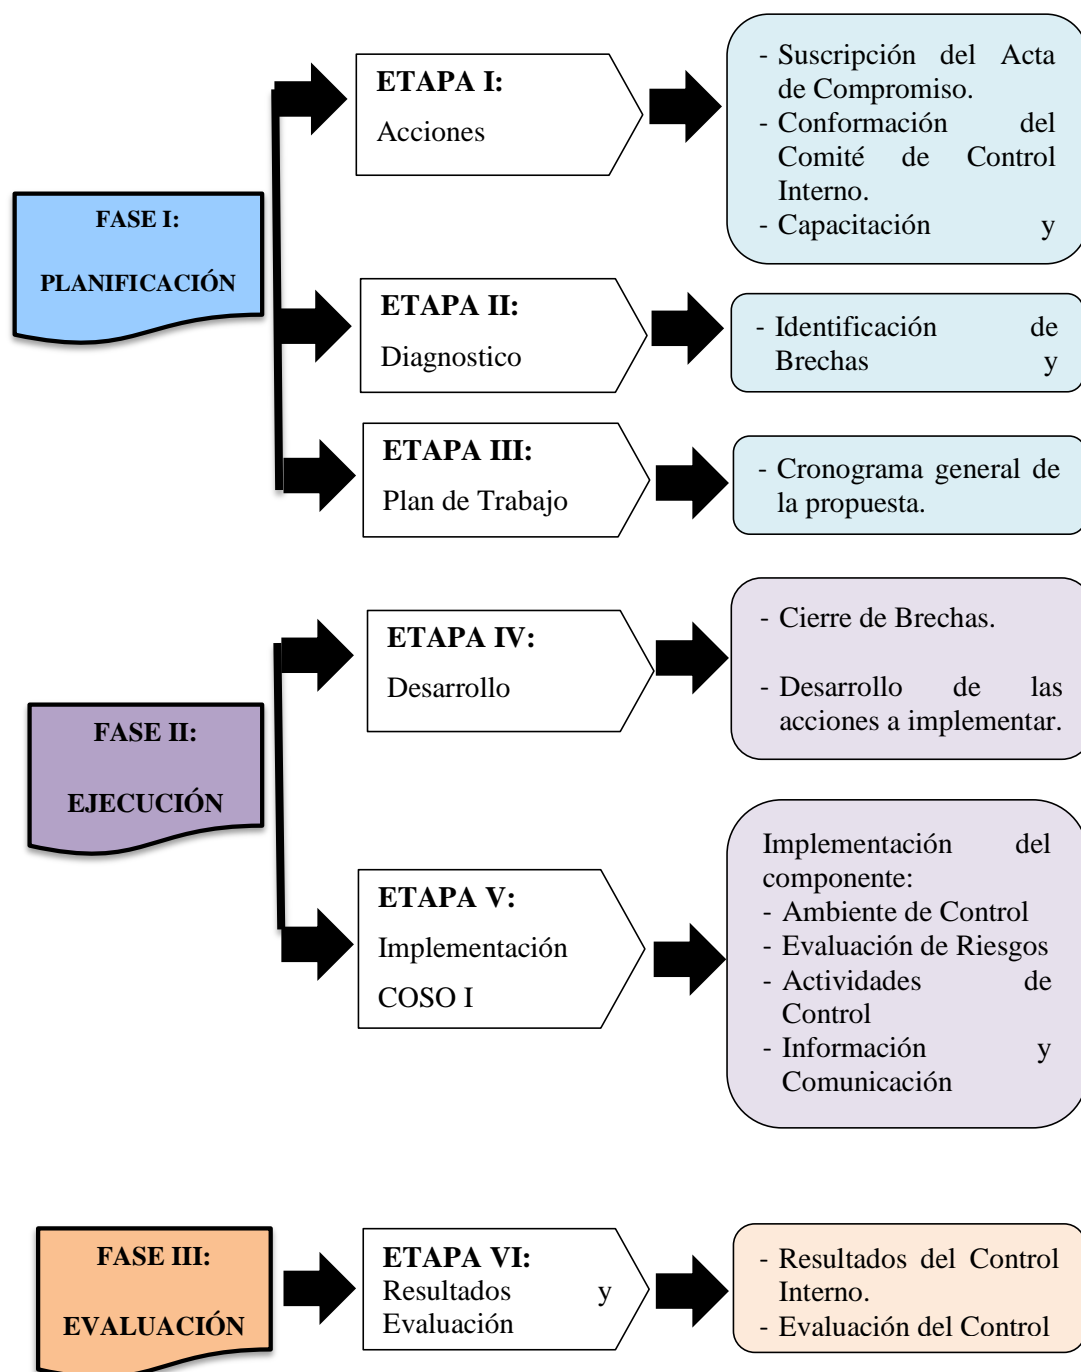 FASE I:
PLANIFICACIÓN
ETAPA I:
Acciones
- Suscripción del Acta
de Compromiso.
- Conformación del
Comité de Control
Interno.
- Capacitación y
ETAPA II:
Diagnostico
- Identificación de
Brechas y
ETAPA III:
Plan de Trabajo
- Cronograma general de
la propuesta.
FASE II:
EJECUCIÓN
ETAPA IV:
Desarrollo
- Cierre de Brechas.
- Desarrollo de las
acciones a implementar.
ETAPA V:
Implementación
COSO I
Implementación del
componente:
- Ambiente de Control
- Evaluación de Riesgos
- Actividades de
Control
- Información y
Comunicación
FASE III:
EVALUACIÓN
ETAPA VI:
Resultados y
Evaluación
- Resultados del Control
Interno.
- Evaluación del Control